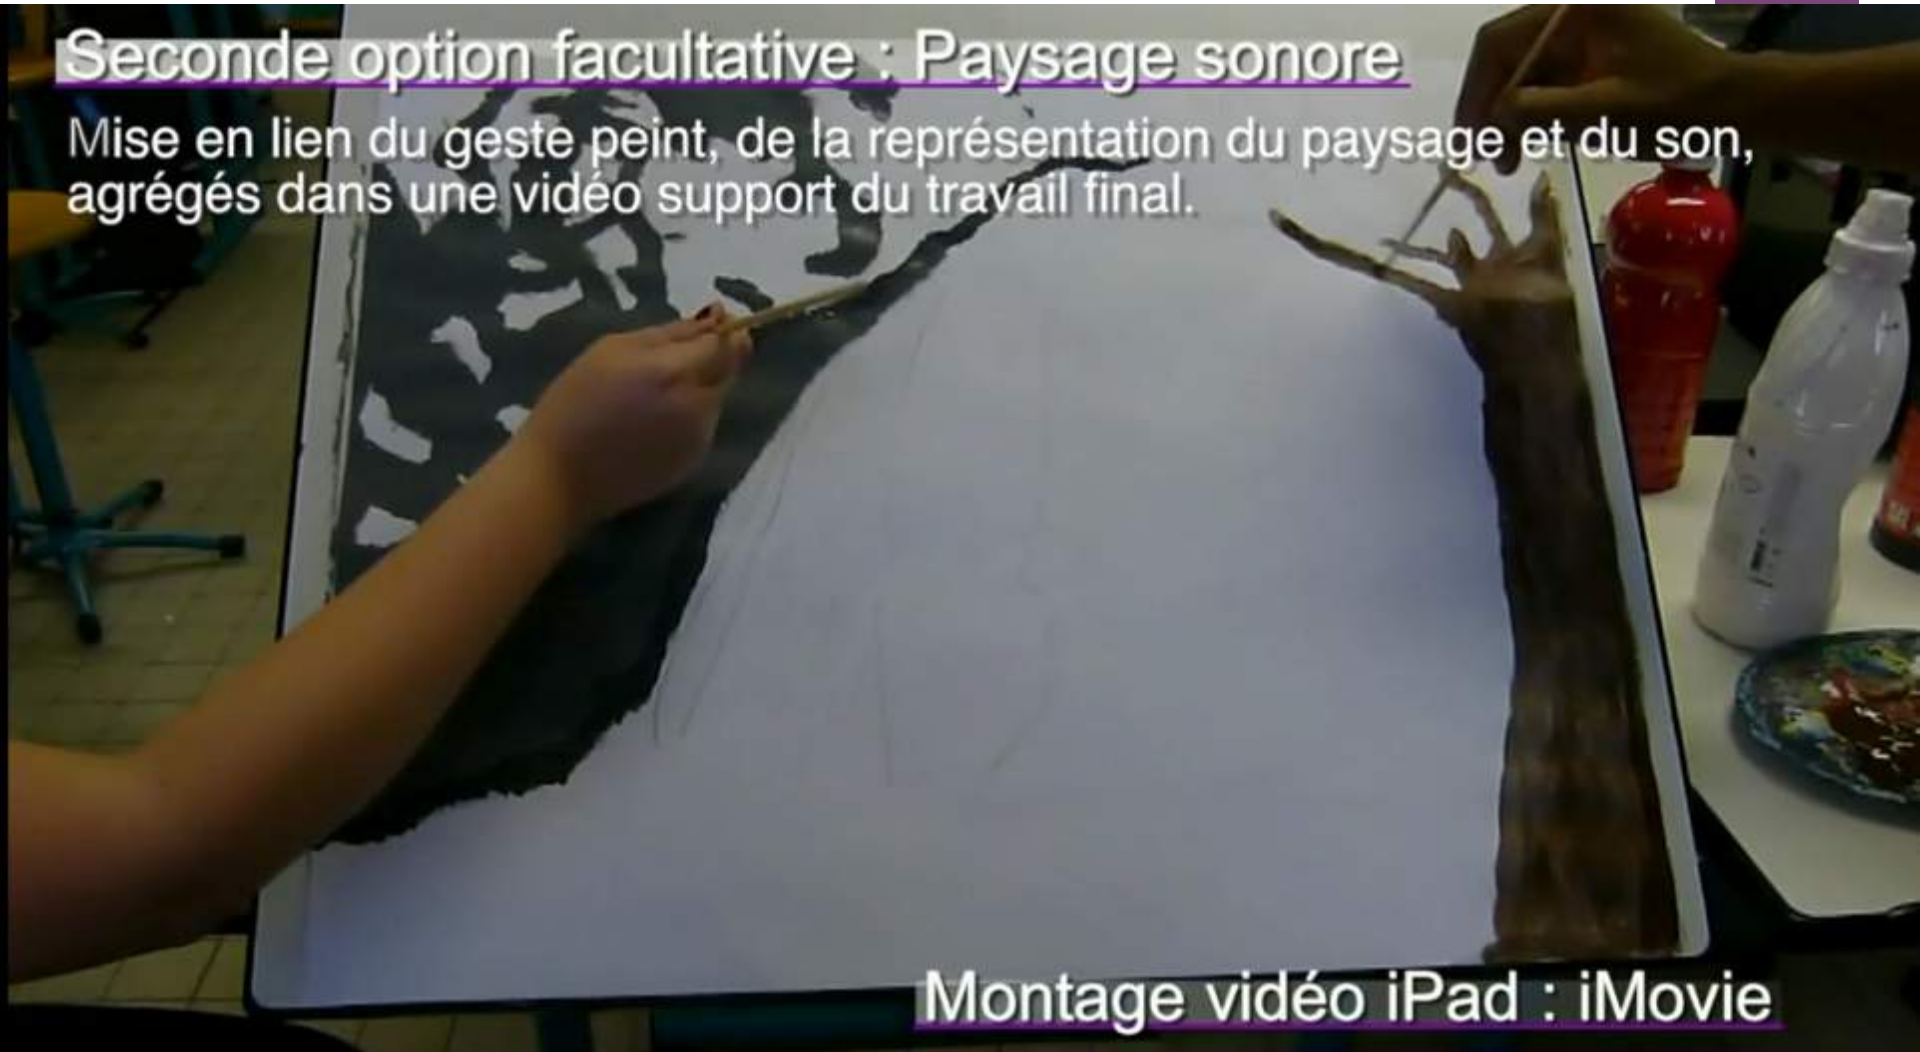 Seconde option facultative : Paysage sonore
Mise en lien du geste peint, de la représentation du paysage et du son,
agrégés dans une vidéo support du travail final.
Montage vidéo iPad : iMovie